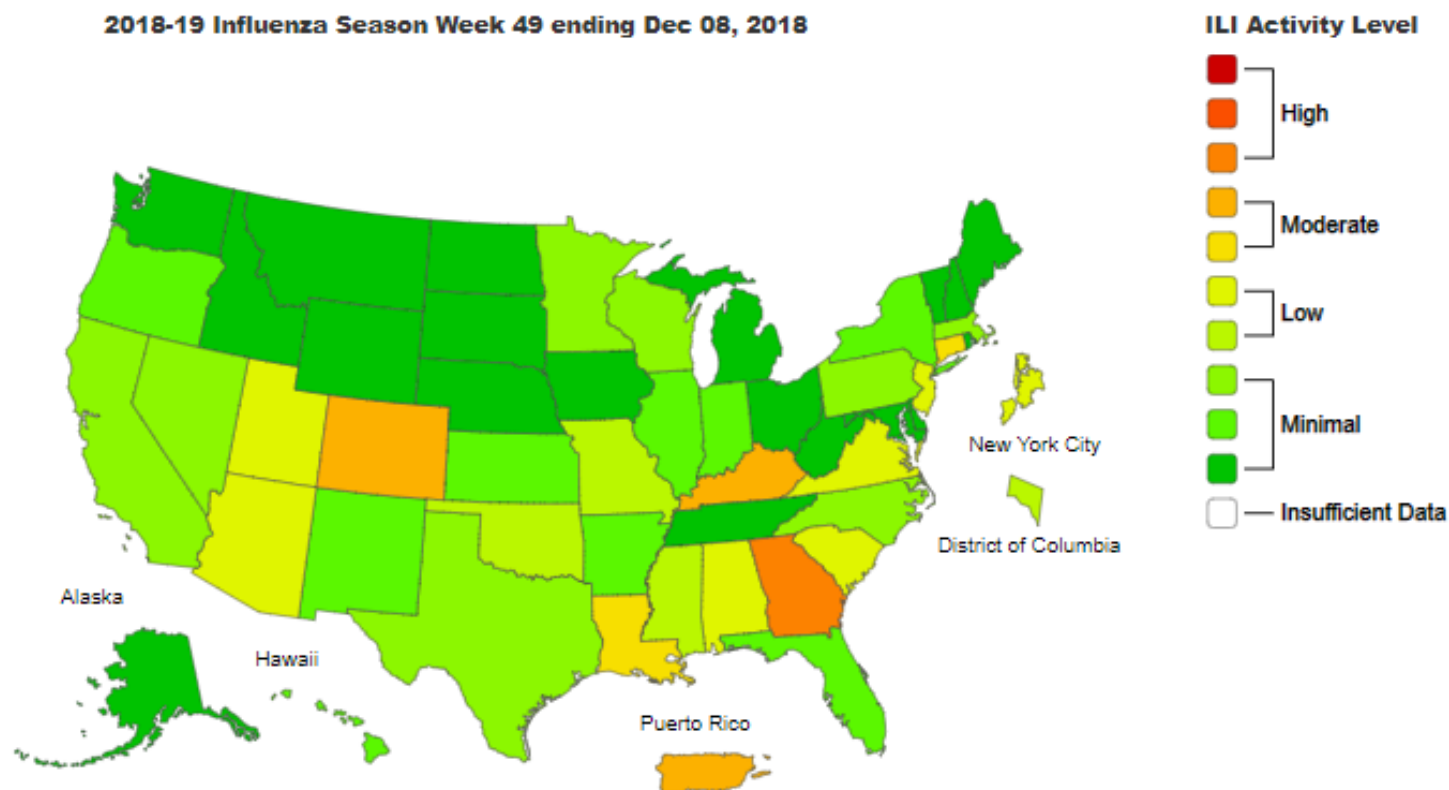 2018-19 Influenza Season Week 49 ending Dec 08, 2018
ILI Activity Level
High
Moderate
Low
Minimal
Insufficient Data
New York City
District of Columbia
Alaska
Hawaii
Puerto Rico